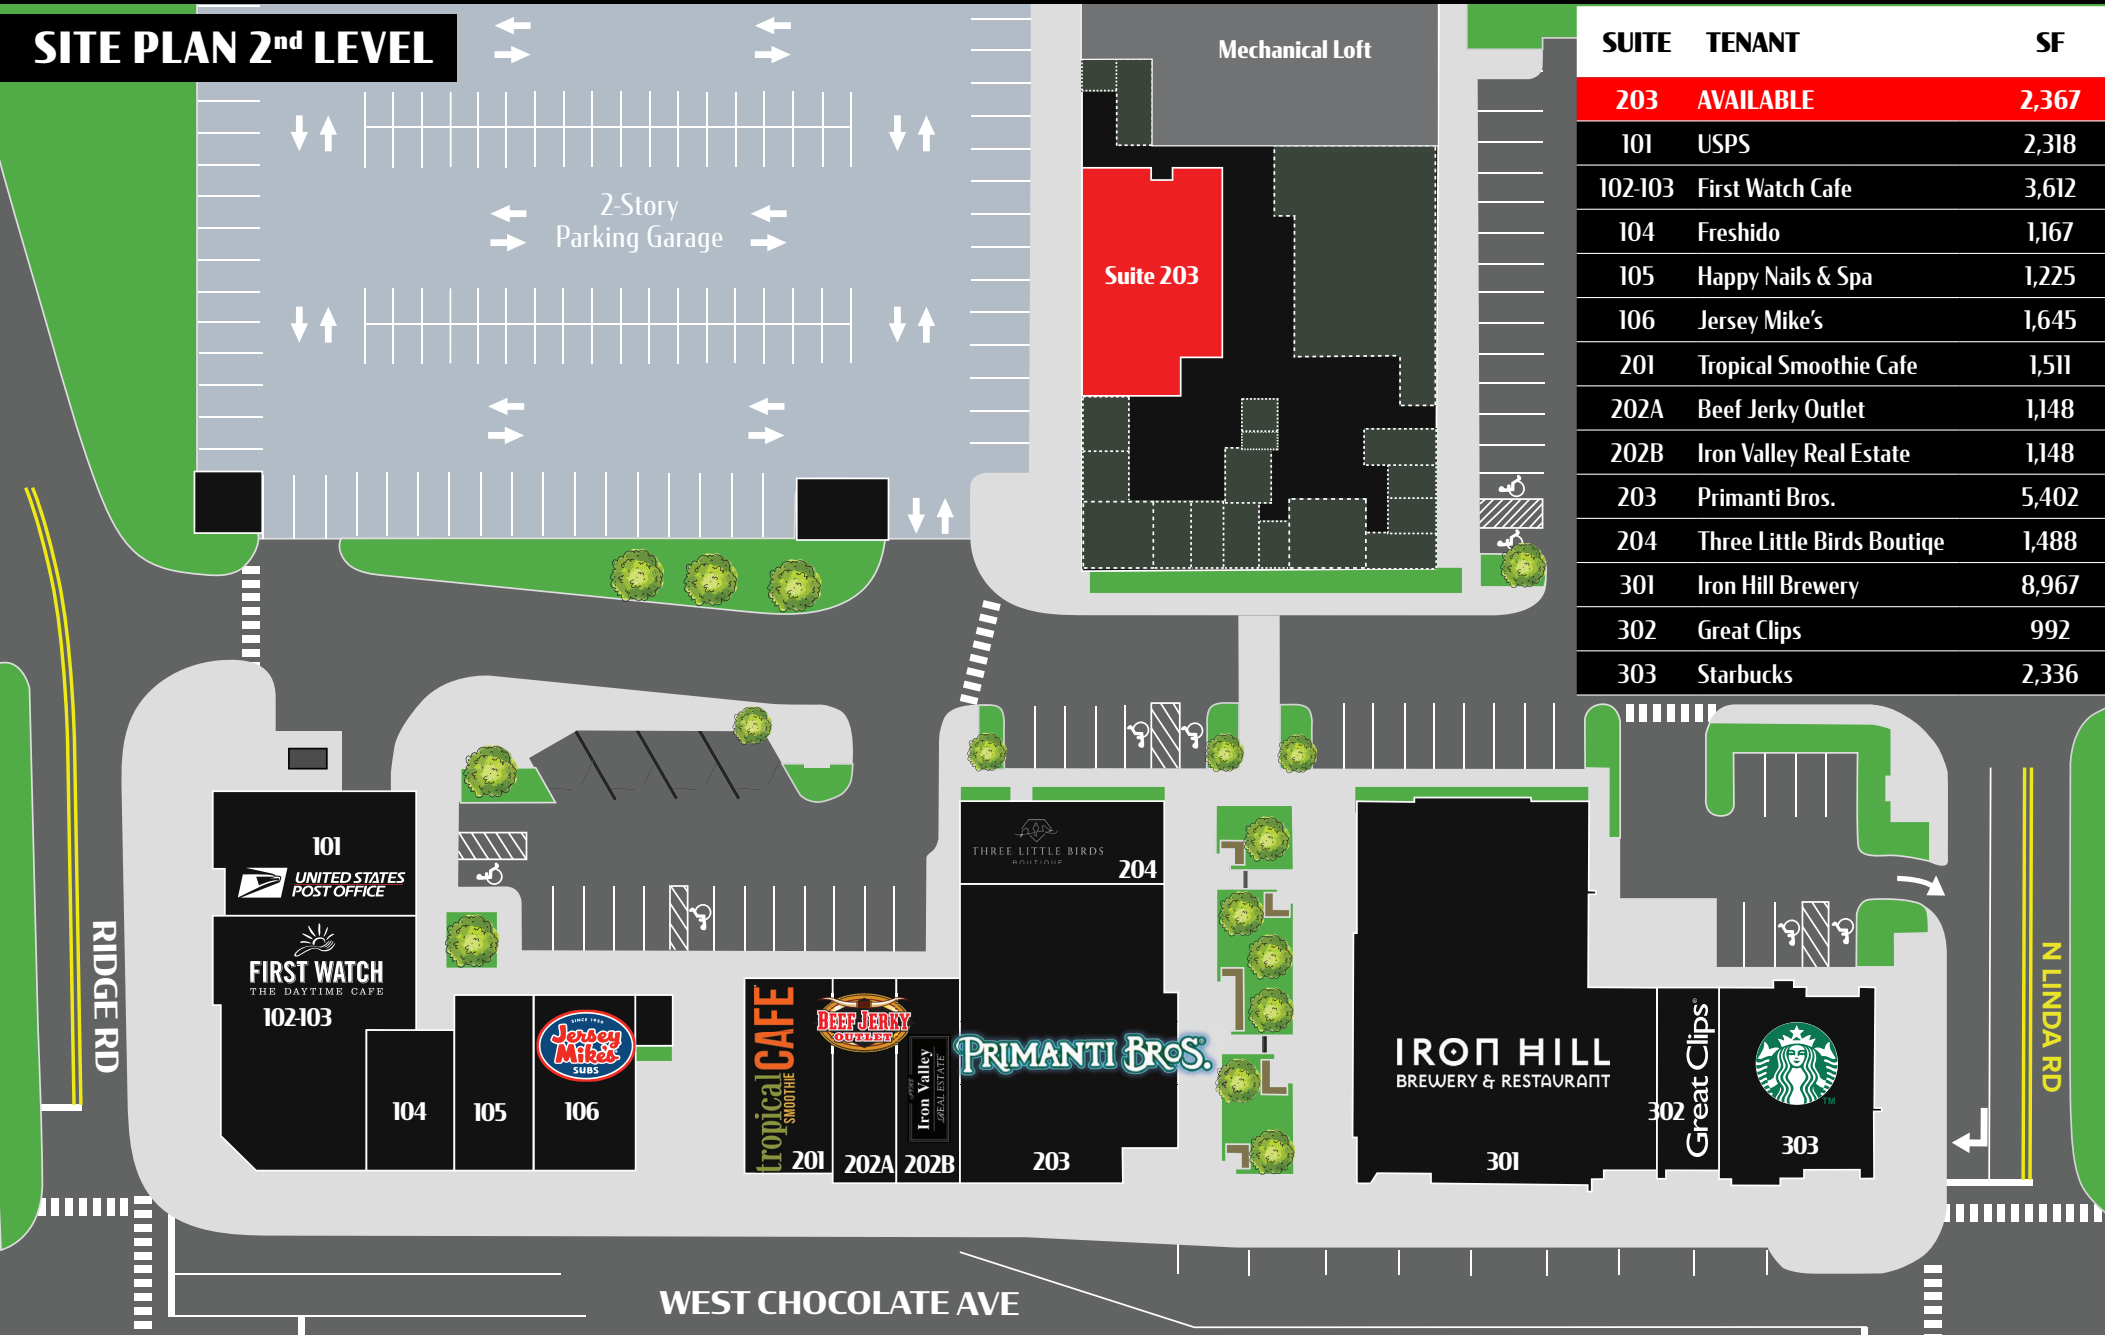 SITE PLAN 2nd LEVEL
Mechanical Loft
2-Story
Parking Garage
Suite 203
SUITE TENANT SF
203 AVAILABLE 2,367
101 USPS 2,318
102-103 First Watch Cafe 3,612
104 Freshido 1,167
105 Happy Nails & Spa 1,225
106 Jersey Mike's 1,645
201 Tropical Smoothie Cafe 1,511
202A Beef Jerky Outlet 1,148
202B Iron Valley Real Estate 1,148
203 Primanti Bros. 5,402
204 Three Little Birds Boutiqe 1,488
301 Iron Hill Brewery 8,967
302 Great Clips 992
303 Starbucks 2,336
101
UNITED STATES
POST OFFICE
FIRST WATCH
THE DAYTIME CAFE
102-103
104
105
SINCE 1956
Jersey
Mike's
SUBS
106
tropical CAFE
SMOOTHIE
201
BEEF JERKY
OUTLET
202A
Iron Valley
REAL ESTATE
202B
THREE LITTLE BIRDS
BOUTIQUE
204
PRIMANTI BROS.
203
IRON HILL
BREWERY & RESTAURANT
301
302
Great Clips®
TM
303
RIDGE RD
N LINDA RD
WEST CHOCOLATE AVE